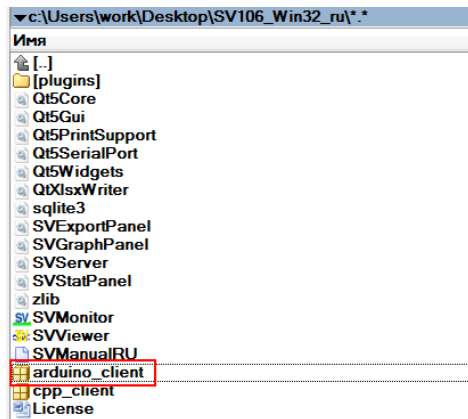 c:\Users\work\Desktop\SV106_Win32_ru\*.*
Имя
[..]
[plugins]
Qt5Core
Qt5Gui
Qt5PrintSupport
Qt5SerialPort
Qt5Widgets
QtXlsxWriter
sqlite3
SVExportPanel
SVGraphPanel
SVServer
SVStatPanel
zlib
SV SVMonitor
SVViewer
SVManualRU
arduino_client
cpp_client
License